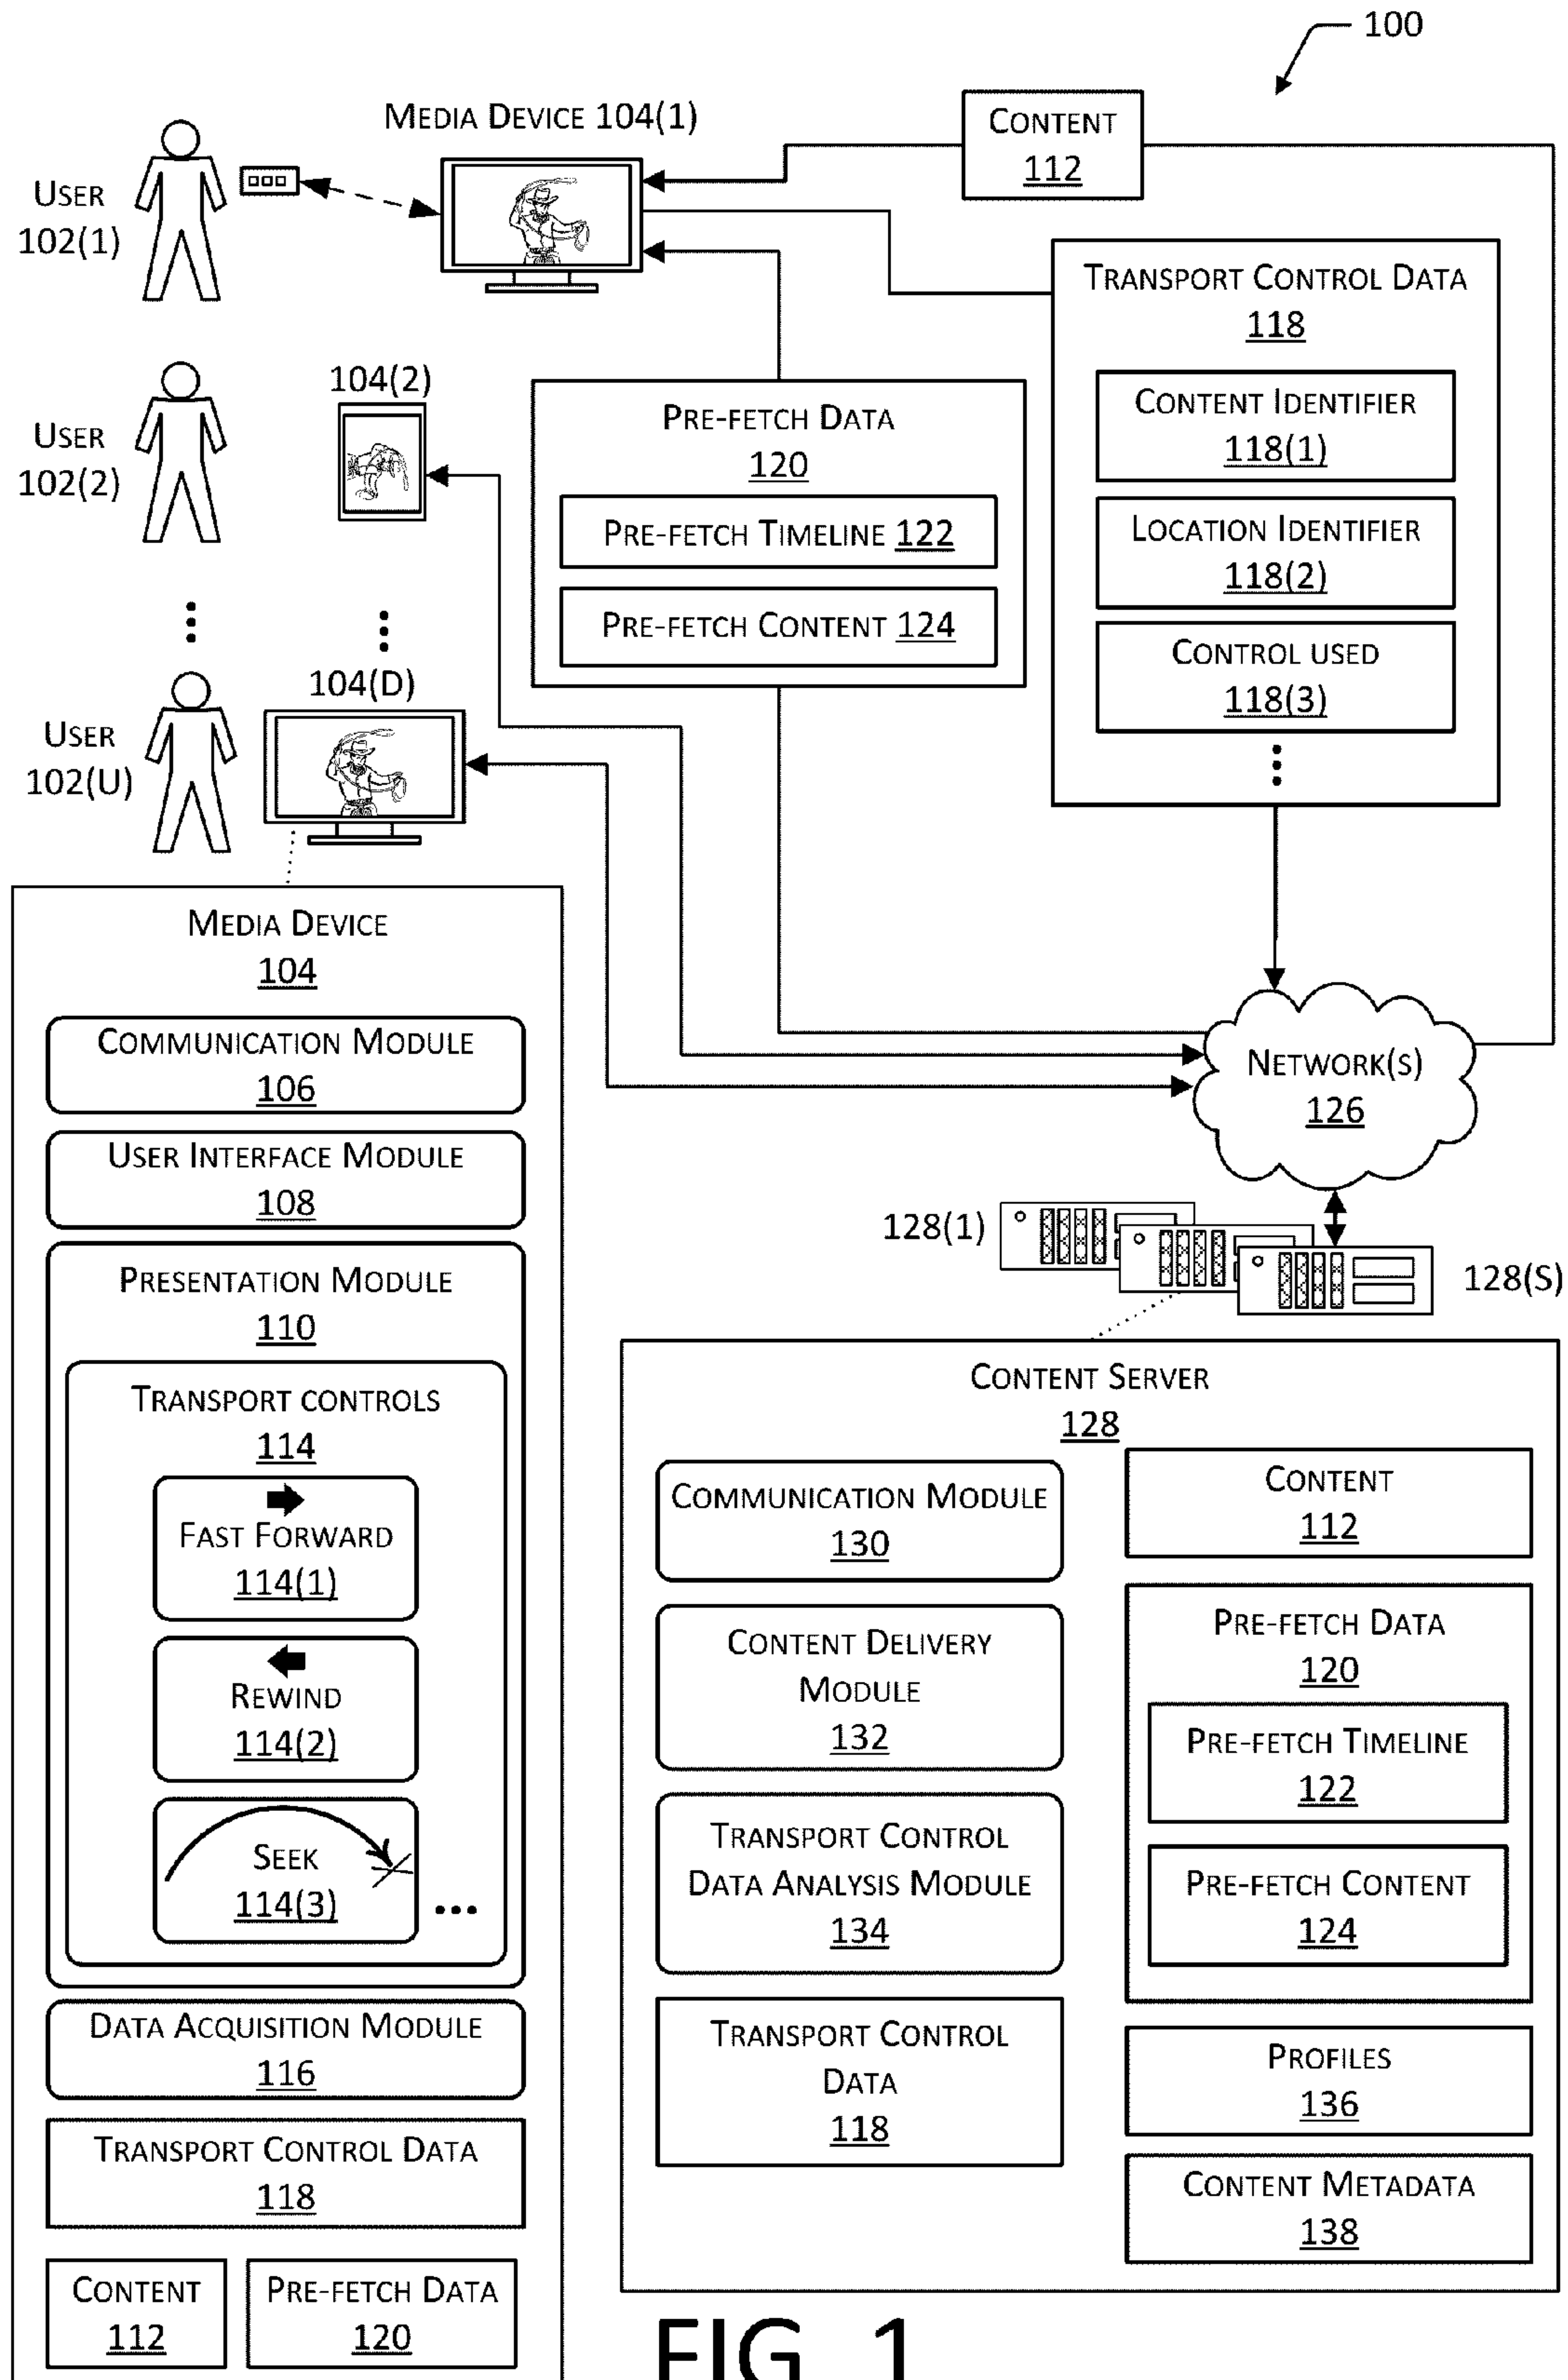 100
MEDIA DEVICE 104(1)
CONTENT
112
USER
102(1)
TRANSPORT CONTROL DATA
118
CONTENT IDENTIFIER
118(1)
LOCATION IDENTIFIER
118(2)
CONTROL USED
118(3)
USER
102(2)
104(2)
PRE-FETCH DATA
120
PRE-FETCH TIMELINE 122
PRE-FETCH CONTENT 124
USER
102(U)
104(D)
NETWORK(S)
126
128(1)
128(S)
MEDIA DEVICE
104
COMMUNICATION MODULE
106
USER INTERFACE MODULE
108
PRESENTATION MODULE
110
TRANSPORT CONTROLS
114
FAST FORWARD
114(1)
REWIND
114(2)
SEEK
114(3)
DATA ACQUISITION MODULE
116
TRANSPORT CONTROL DATA
118
CONTENT
112
PRE-FETCH DATA
120
CONTENT SERVER
128
COMMUNICATION MODULE
130
CONTENT DELIVERY
MODULE
132
TRANSPORT CONTROL
DATA ANALYSIS MODULE
134
TRANSPORT CONTROL
DATA
118
CONTENT
112
PRE-FETCH DATA
120
PRE-FETCH TIMELINE
122
PRE-FETCH CONTENT
124
PROFILES
136
CONTENT METADATA
138
FIG. 1